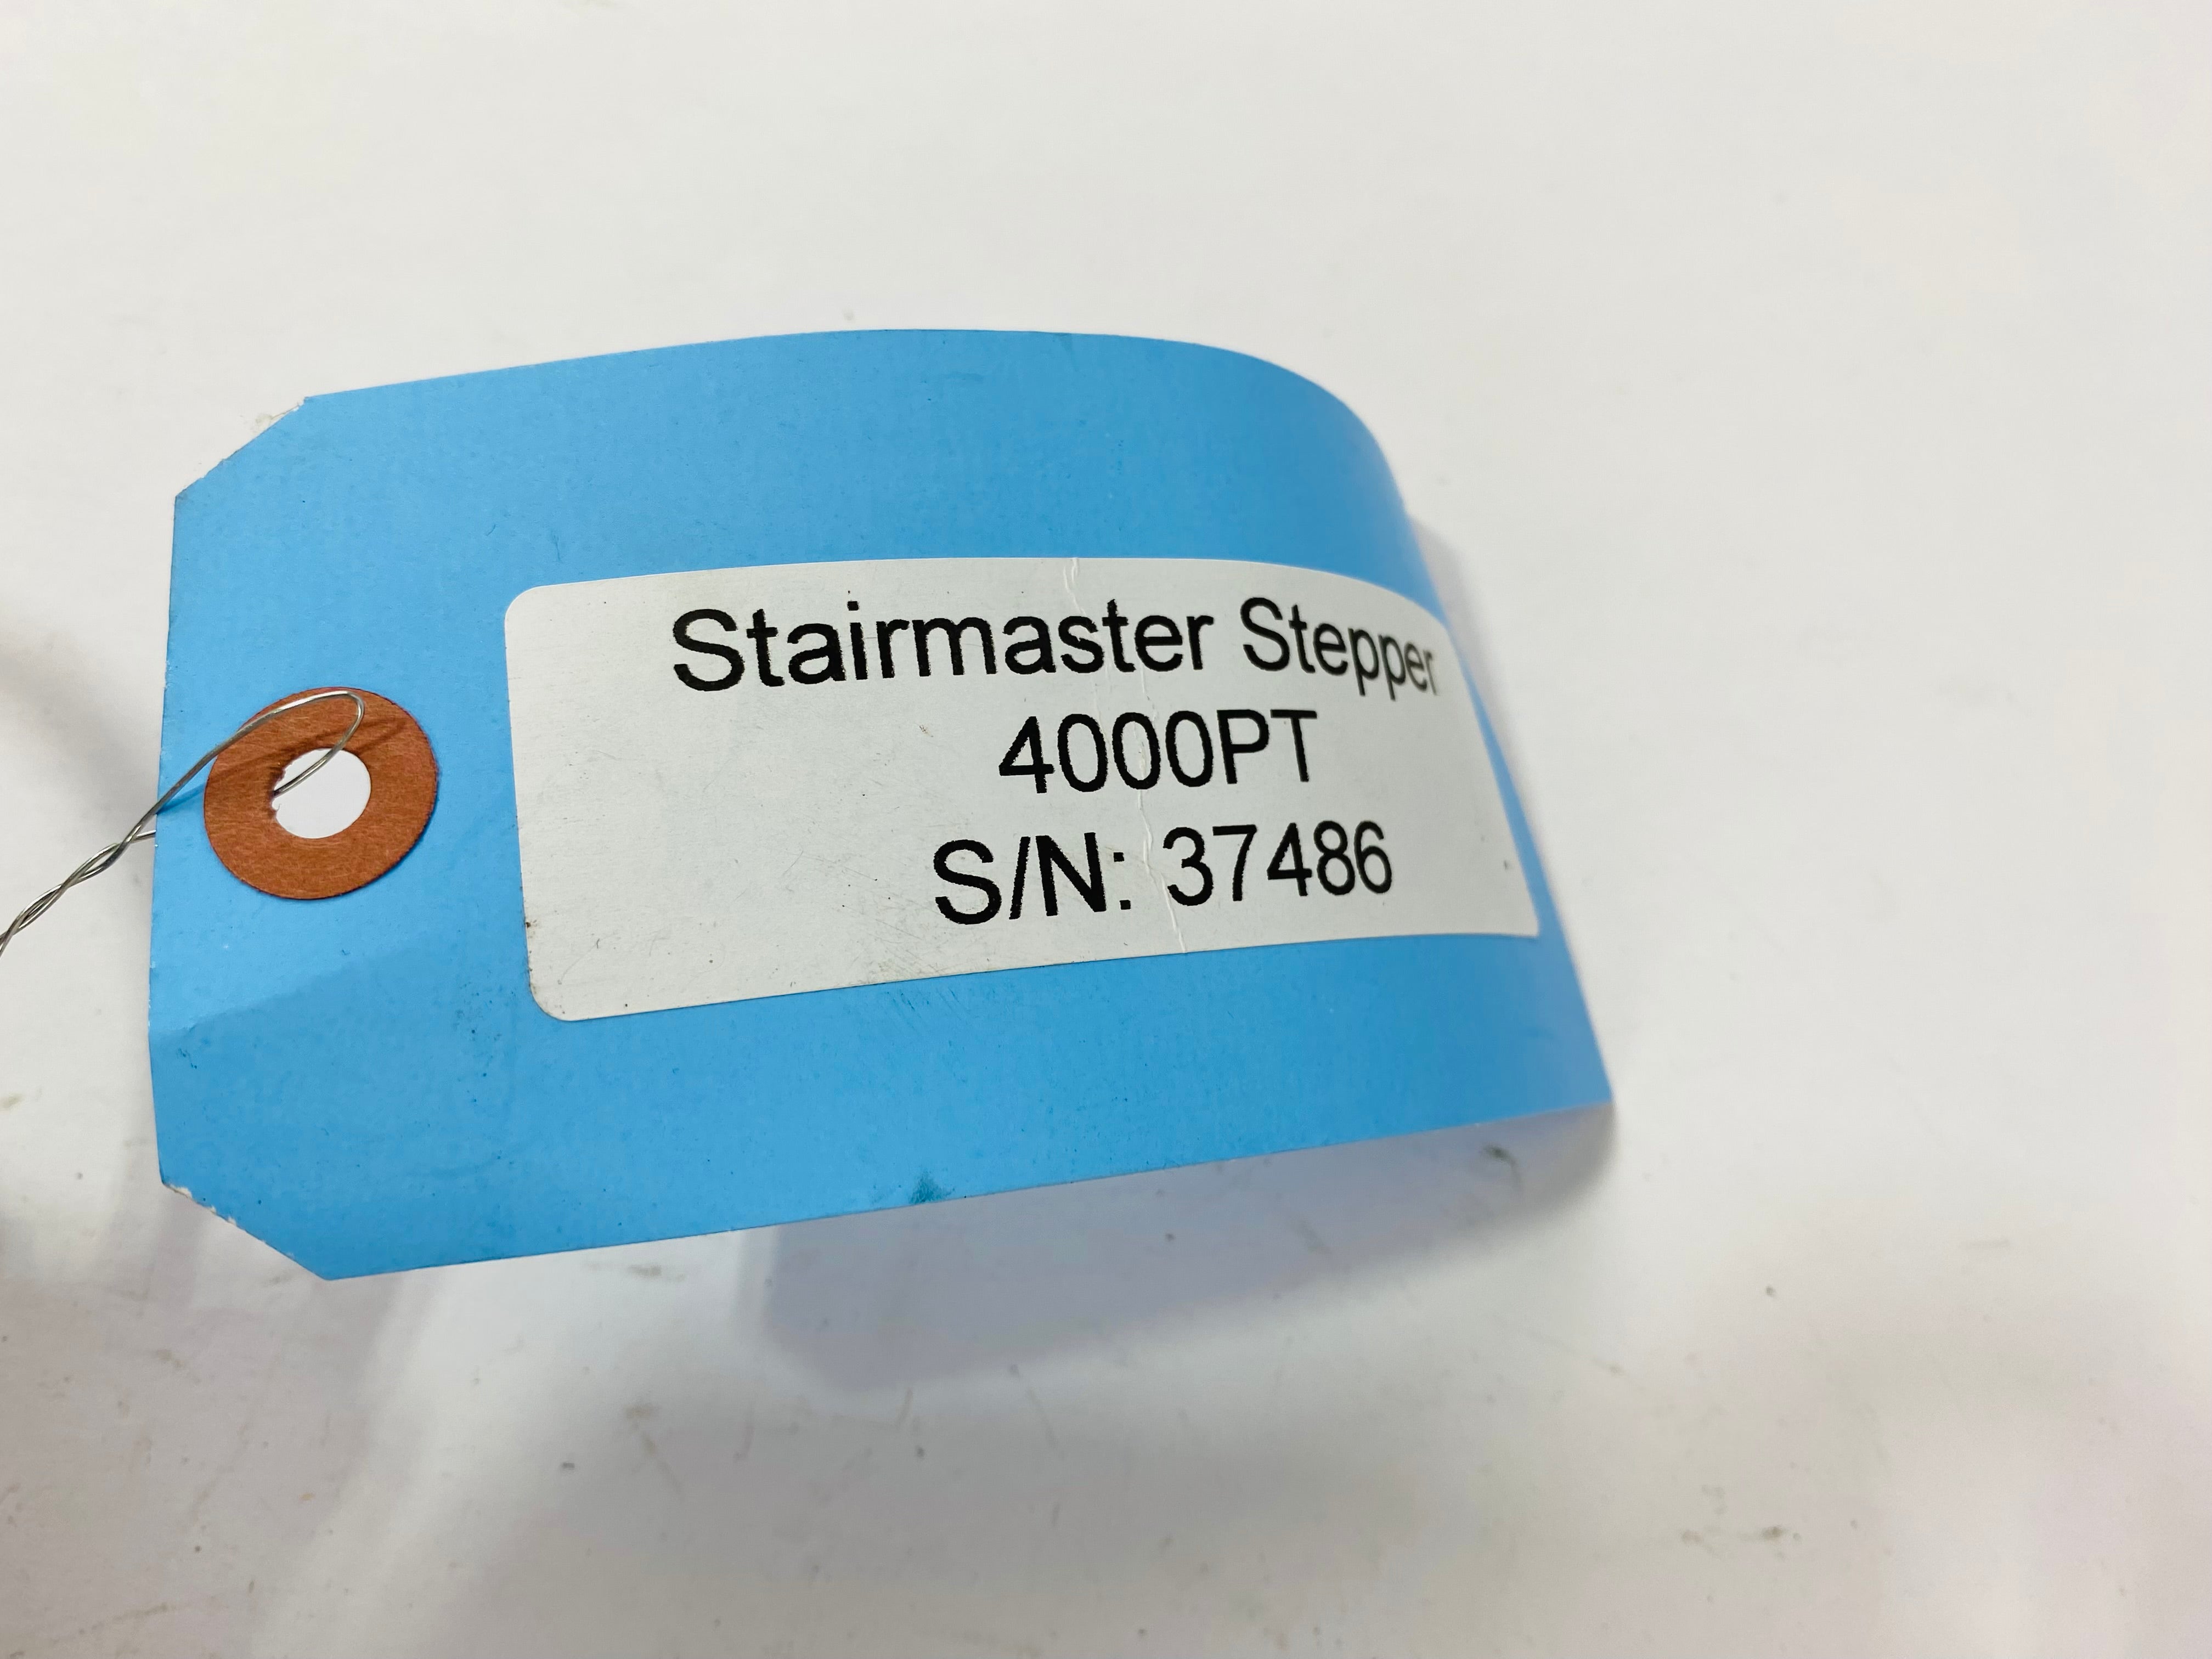 Stairmaster Stepper
4000PT
S/N: 37486